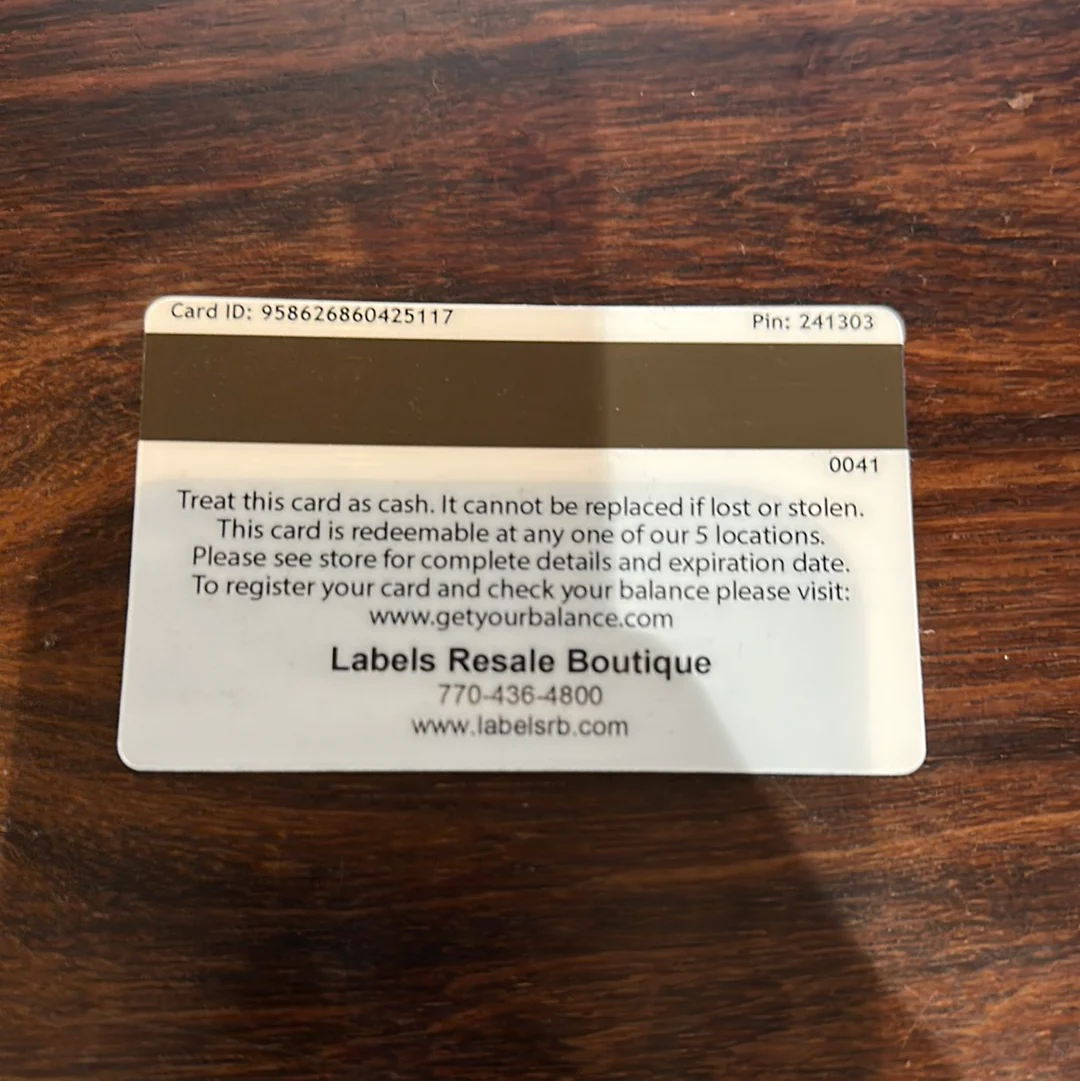 Card ID: 958626860425117
Pin: 241303
0041
Treat this card as cash. It cannot be replaced if lost or stolen.
This card is redeemable at any one of our 5 locations.
Please see store for complete details and expiration date.
To register your card and check your balance please visit:
www.getyourbalance.com
Labels Resale Boutique
770-436-4800
www.labelsrb.com